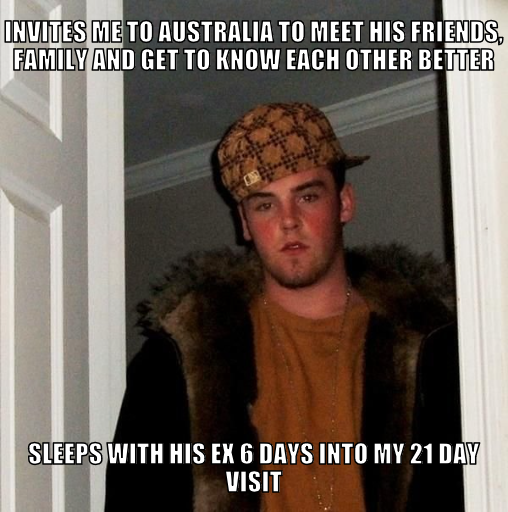 INVITES ME TO AUSTRALIA TO MEET HIS FRIENDS,
FAMILY AND GET TO KNOW EACH OTHER BETTER
SLEEPS WITH HIS EX 6 DAYS INTO MY 21 DAY
VISIT